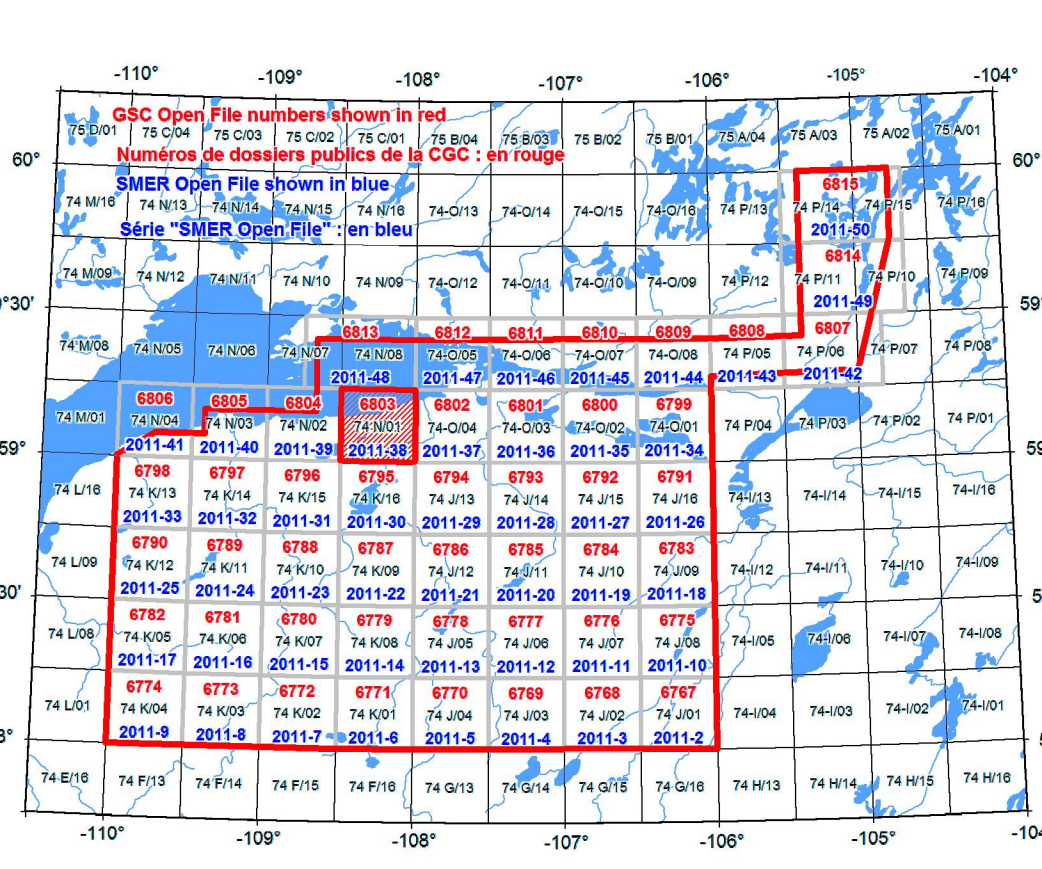 -110° -109° -108° -107° -106° -105° -104°
GSC Open File numbers shown in red
75 D/01 75 C/04 75 C/03 75 C/02 75 C/01 75 B/04 75 B/03 75 B/02 75 B/01 75 A/04 75 A/03 75 A/02 75 A/01
Numéros de dossiers publics de la CGC : en rouge
60° 60°
SMER Open File shown in blue
6815
74 M/16 74 N/13 74 N/14 74 N/15 74 N/16 74-O/13 74-O/14 74-O/15 74-O/16 74 P/13 74 P/14 74 P/15 74 P/16
Série "SMER Open File" : en bleu
2011-50
6814
74 M/09 74 N/12 74 N/11 74 N/10 74 N/09 74-O/12 74-O/11 74-O/10 74-O/09 74 P/12 74 P/11 74 P/10 74 P/09
2011-49
9°30' 59°
6813 6812 6811 6810 6809 6808 6807
74 M/08 74 N/05 74 N/06 74 N/07 74 N/08 74-O/05 74-O/06 74-O/07 74-O/08 74 P/05 74 P/06 74 P/07 74 P/08
2011-48 2011-47 2011-46 2011-45 2011-44 2011-43 2011-42
6806 6805 6804 6803 6802 6801 6800 6799
74 M/01 74 N/04 74 N/03 74 N/02 74 N/01 74-O/04 74-O/03 74-O/02 74-O/01 74 P/04 74 P/03 74 P/02 74 P/01
2011-41 2011-40 2011-39 2011-38 2011-37 2011-36 2011-35 2011-34
59° 59
6798 6797 6796 6795 6794 6793 6792 6791
74 L/16 74 K/13 74 K/14 74 K/15 74 K/16 74 J/13 74 J/14 74 J/15 74 J/16 74-I/13 74-I/14 74-I/15 74-I/16
2011-33 2011-32 2011-31 2011-30 2011-29 2011-28 2011-27 2011-26
6790 6789 6788 6787 6786 6785 6784 6783
74 L/09 74 K/12 74 K/11 74 K/10 74 K/09 74 J/12 74 J/11 74 J/10 74 J/09 74-I/12 74-I/11 74-I/10 74-I/09
2011-25 2011-24 2011-23 2011-22 2011-21 2011-20 2011-19 2011-18
30' 5
6782 6781 6780 6779 6778 6777 6776 6775
74 L/08 74 K/05 74 K/06 74 K/07 74 K/08 74 J/05 74 J/06 74 J/07 74 J/08 74-I/05 74-I/06 74-I/07 74-I/08
2011-17 2011-16 2011-15 2011-14 2011-13 2011-12 2011-11 2011-10
6774 6773 6772 6771 6770 6769 6768 6767
74 L/01 74 K/04 74 K/03 74 K/02 74 K/01 74 J/04 74 J/03 74 J/02 74 J/01 74-I/04 74-I/03 74-I/02 74-I/01
2011-9 2011-8 2011-7 2011-6 2011-5 2011-4 2011-3 2011-2
8°
74-E/16 74 F/13 74 F/14 74 F/15 74 F/16 74 G/13 74 G/14 74 G/15 74 G/16 74 H/13 74 H/14 74 H/15 74 H/16
-110° -109° -108° -107° -106° -105° -104